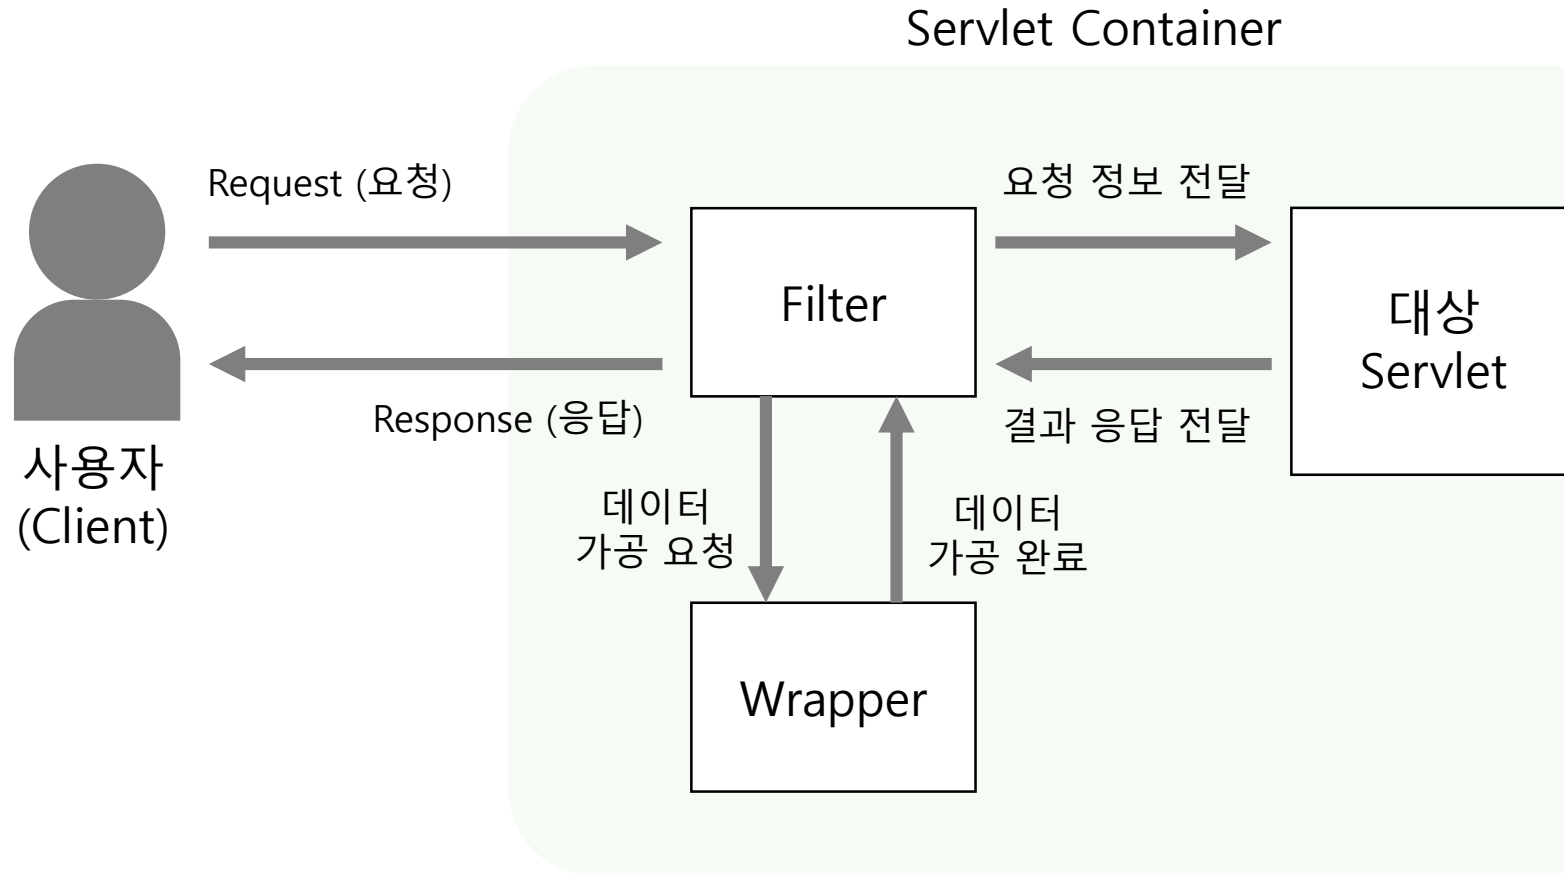 Servlet Container
Request (요청)
요청 정보 전달
Filter
대상
Servlet
Response (응답)
결과 응답 전달
사용자
(Client)
데이터
가공 요청
데이터
가공 완료
Wrapper